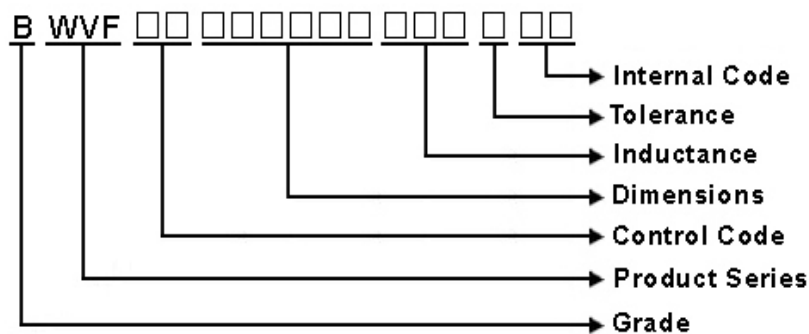 B WVF □□ □□□□□□ □□□ □ □□
Internal Code
Tolerance
Inductance
Dimensions
Control Code
Product Series
Grade